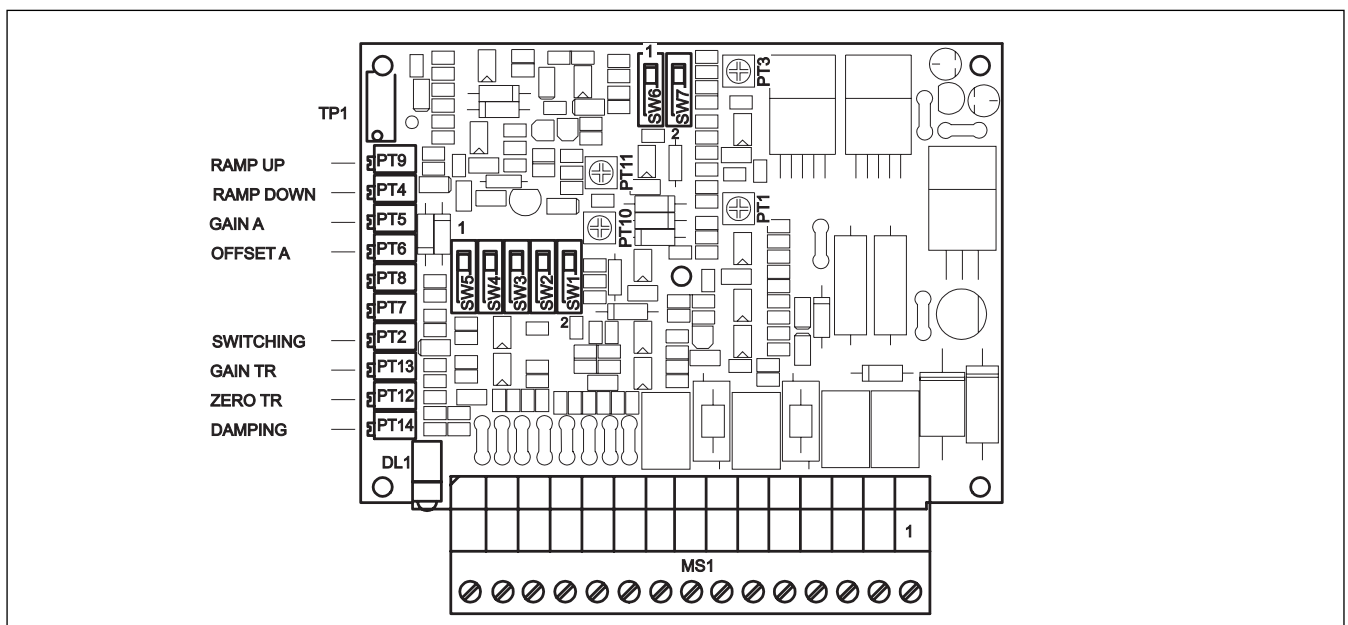 1
SW6
SW7
2
PT3
TP1
RAMP UP
PT9
RAMP DOWN
PT4
GAIN A
PT5
OFFSET A
PT6
PT8
PT7
SWITCHING
PT2
GAIN TR
PT13
ZERO TR
PT12
DAMPING
PT14
PT11
PT10
PT1
1
SW5
SW4
SW3
SW2
SW1
2
DL1
1
MS1